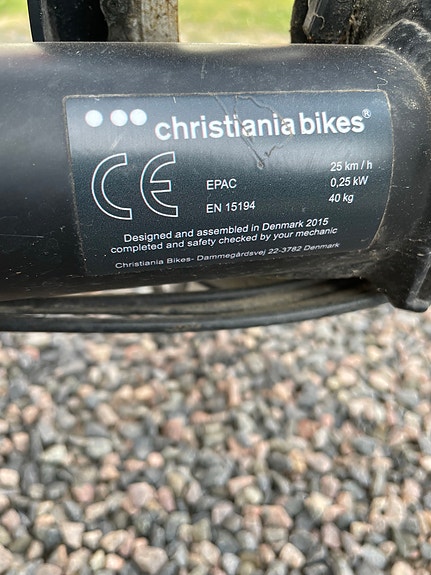 christiania bikes®
CE
25 km / h
EPAC 0,25 kW
EN 15194 40 kg
Designed and assembled in Denmark 2015
completed and safety checked by your mechanic
Christiania Bikes- Dammegårdsvej 22-3782 Denmark